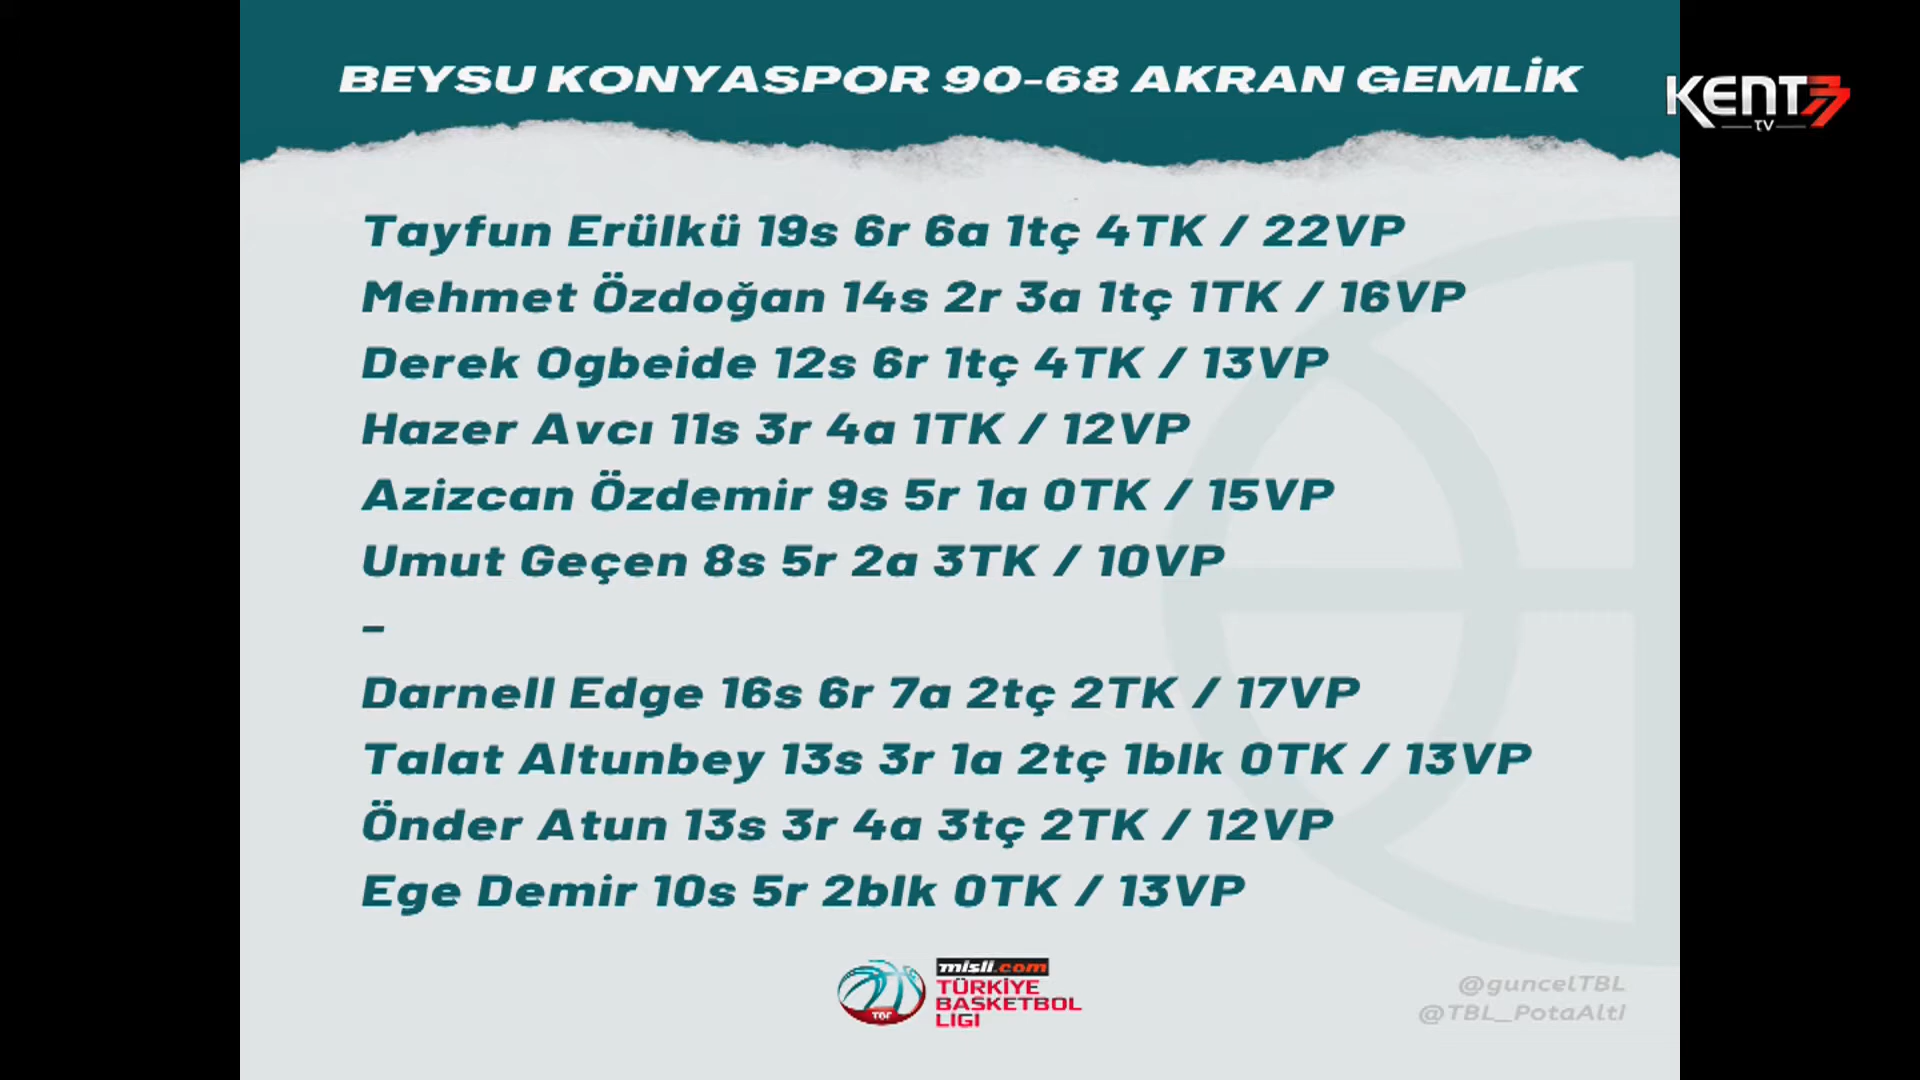 BEYSU KONYASPOR 90-68 AKRAN GEMLİK
KENT
TV
Tayfun Erülkü 19s 6r 6a 1tç 4TK / 22VP
Mehmet Özdoğan 14s 2r 3a 1tç 1TK / 16VP
Derek Ogbeide 12s 6r 1tç 4TK / 13VP
Hazer Avcı 11s 3r 4a 1TK / 12VP
Azizcan Özdemir 9s 5r 1a 0TK / 15VP
Umut Geçen 8s 5r 2a 3TK / 10VP
-
Darnell Edge 16s 6r 7a 2tç 2TK / 17VP
Talat Altunbey 13s 3r 1a 2tç 1blk 0TK / 13VP
Önder Atun 13s 3r 4a 3tç 2TK / 12VP
Ege Demir 10s 5r 2blk 0TK / 13VP
misli.com
TÜRKİYE
BASKETBOL
LİGİ
TBF
@guncelTBL
@TBL_PotaAltI